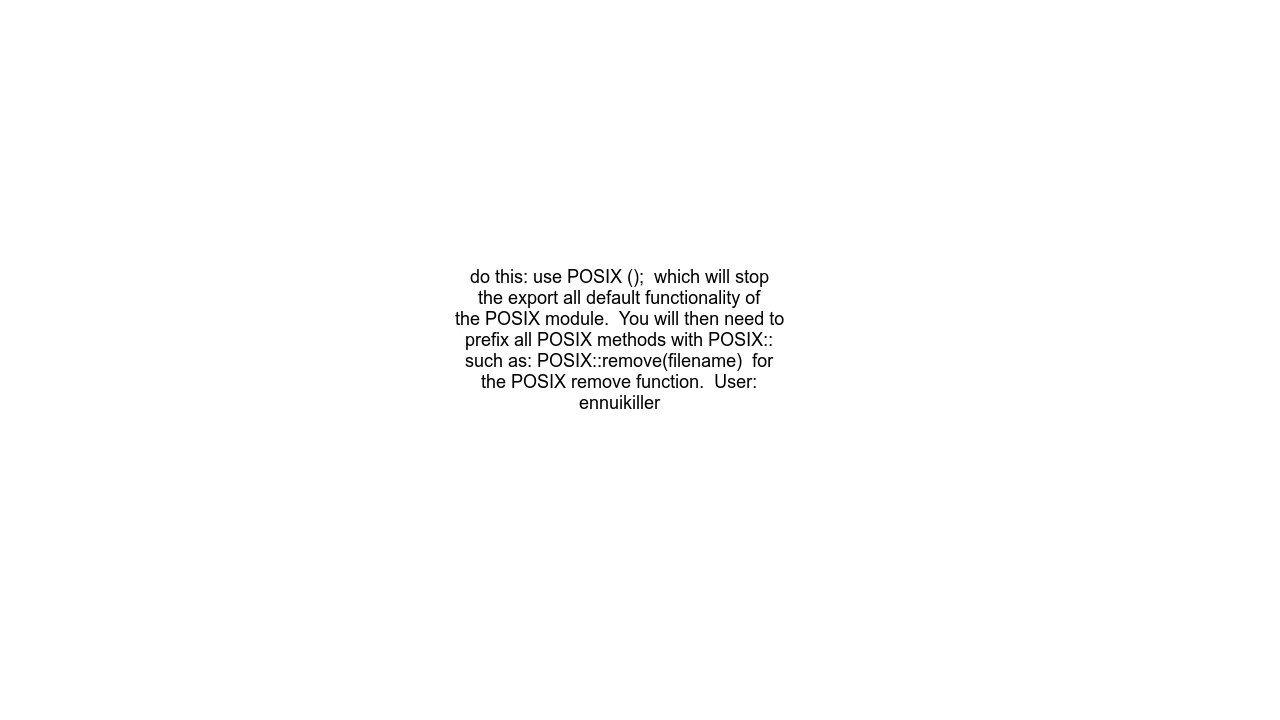 do this: use POSIX ();  which will stop
the export all default functionality of
the POSIX module.  You will then need to
prefix all POSIX methods with POSIX::
such as: POSIX::remove(filename)  for
the POSIX remove function.  User:
ennuikiller